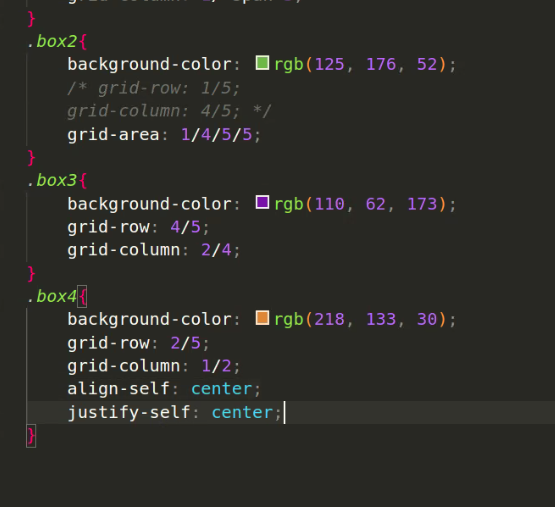 }
.box2{
    background-color: rgb(125, 176, 52);
    /* grid-row: 1/5;
    grid-column: 4/5; */
    grid-area: 1/4/5/5;
}
.box3{
    background-color: rgb(110, 62, 173);
    grid-row: 4/5;
    grid-column: 2/4;
}
.box4{
    background-color: rgb(218, 133, 30);
    grid-row: 2/5;
    grid-column: 1/2;
    align-self: center;
    justify-self: center;
}